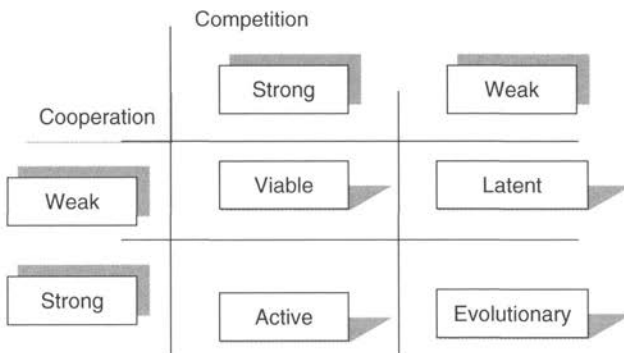 Competition
Strong Weak
Cooperation
Weak Viable Latent
Strong Active Evolutionary